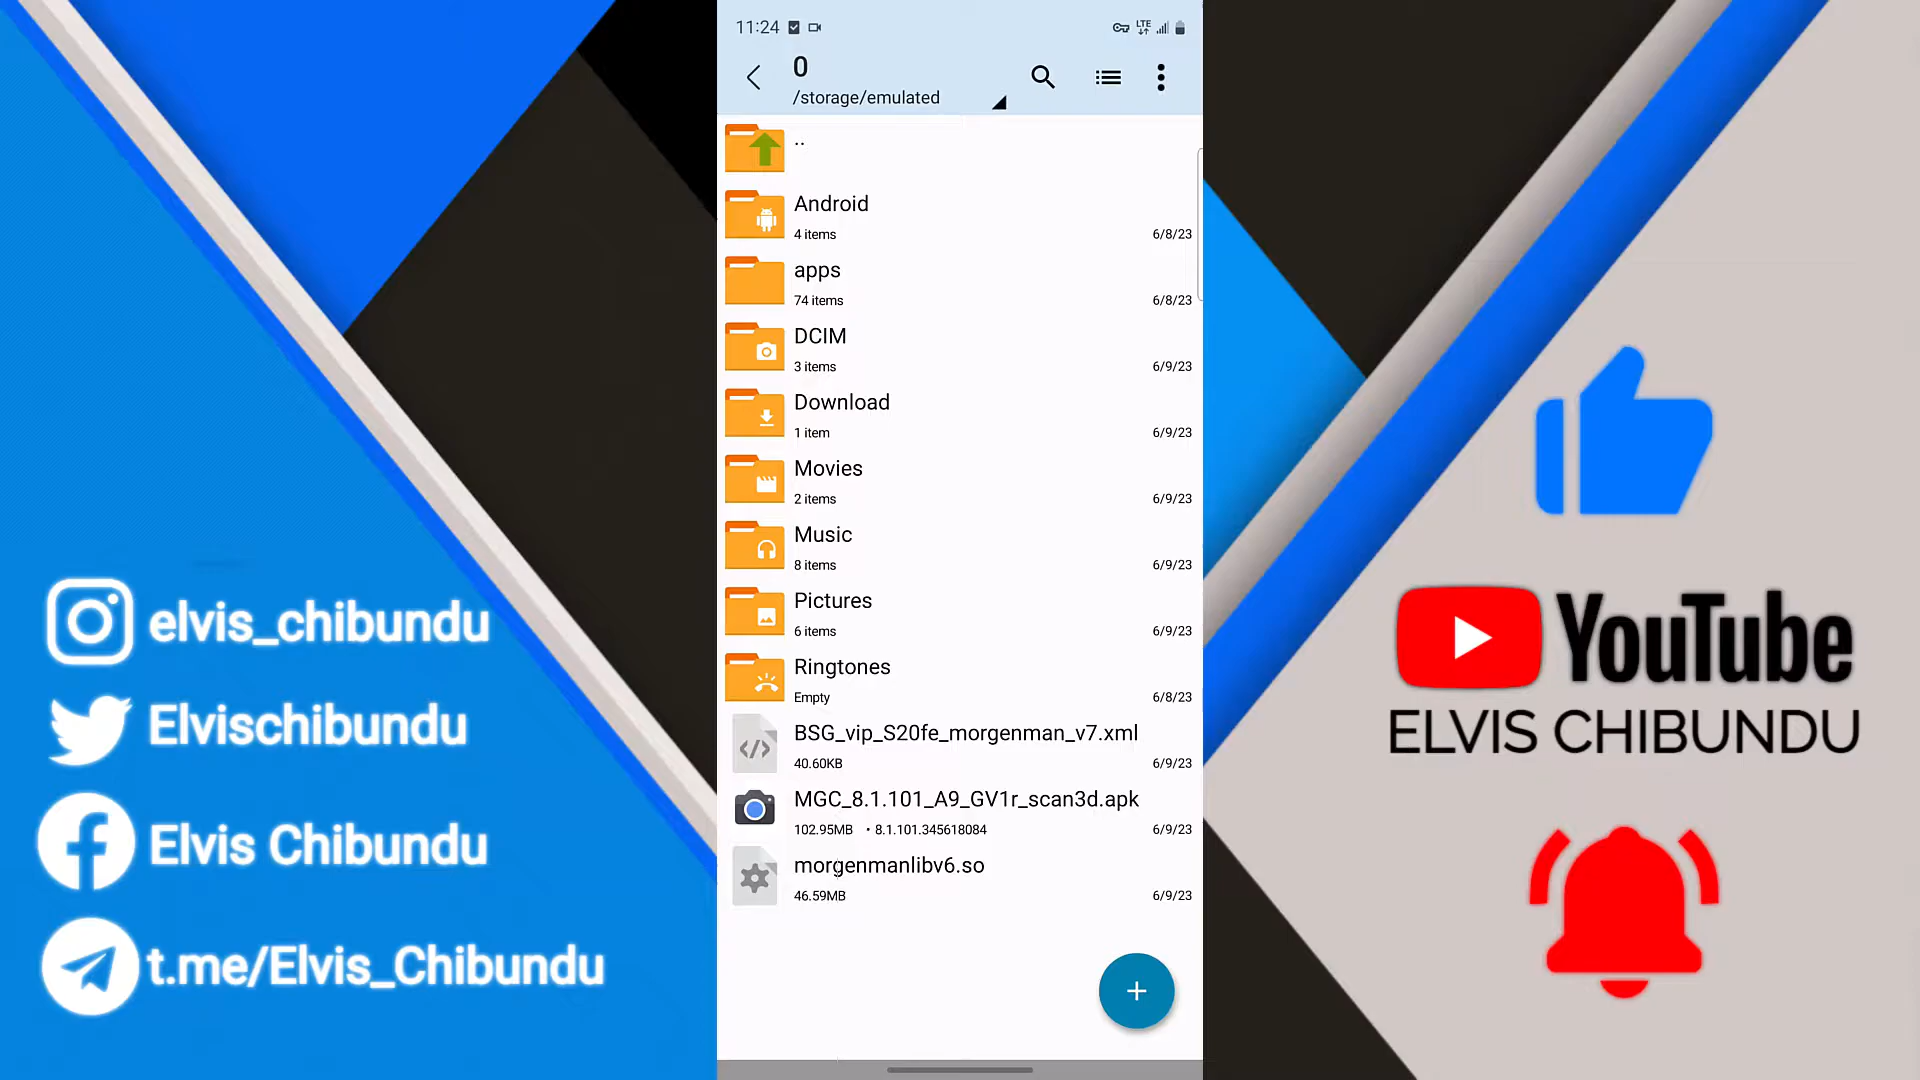 11:24
LTE
0
/storage/emulated
..
Android
4 items
6/8/23
apps
74 items
6/8/23
DCIM
3 items
6/9/23
Download
1 item
6/9/23
Movies
2 items
6/9/23
Music
8 items
6/9/23
Pictures
6 items
6/9/23
Ringtones
Empty
6/8/23
BSG_vip_S20fe_morgenman_v7.xml
40.60KB
6/9/23
MGC_8.1.101_A9_GV1r_scan3d.apk
102.95MB • 8.1.101.345618084
6/9/23
morgenmanlibv6.so
46.59MB
6/9/23
elvis_chibundu
Elvischibundu
Elvis Chibundu
t.me/Elvis_Chibundu
YouTube
ELVIS CHIBUNDU